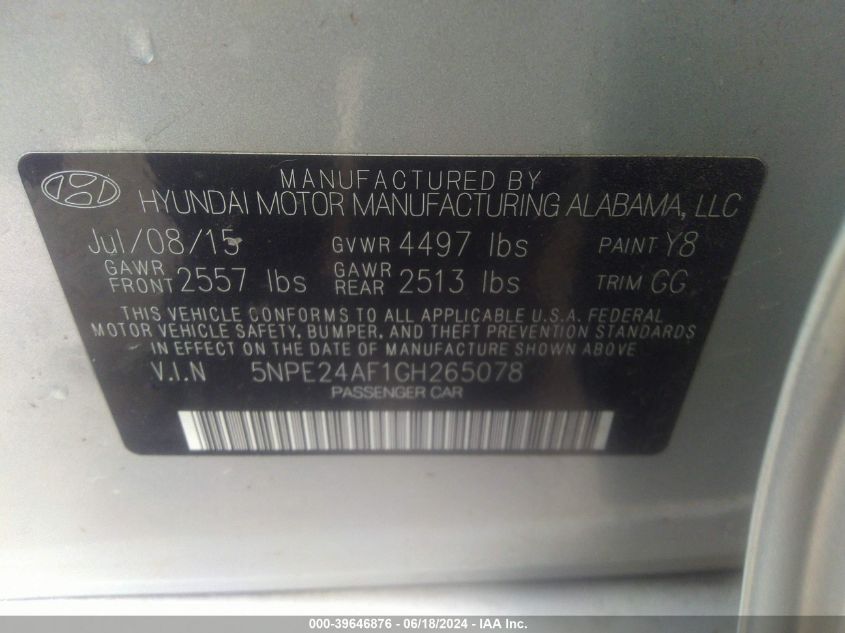 MANUFACTURED BY
HYUNDAI MOTOR MANUFACTURING ALABAMA, LLC
Jul/08/15 GVWR 4497 lbs PAINT Y8
GAWR FRONT 2557 lbs GAWR REAR 2513 lbs TRIM GG
THIS VEHICLE CONFORMS TO ALL APPLICABLE U.S.A. FEDERAL
MOTOR VEHICLE SAFETY, BUMPER, AND THEFT PREVENTION STANDARDS
IN EFFECT ON THE DATE OF MANUFACTURE SHOWN ABOVE.
V.I.N 5NPE24AF1GH265078
PASSENGER CAR
000-39646876 - 06/18/2024 - IAA Inc.